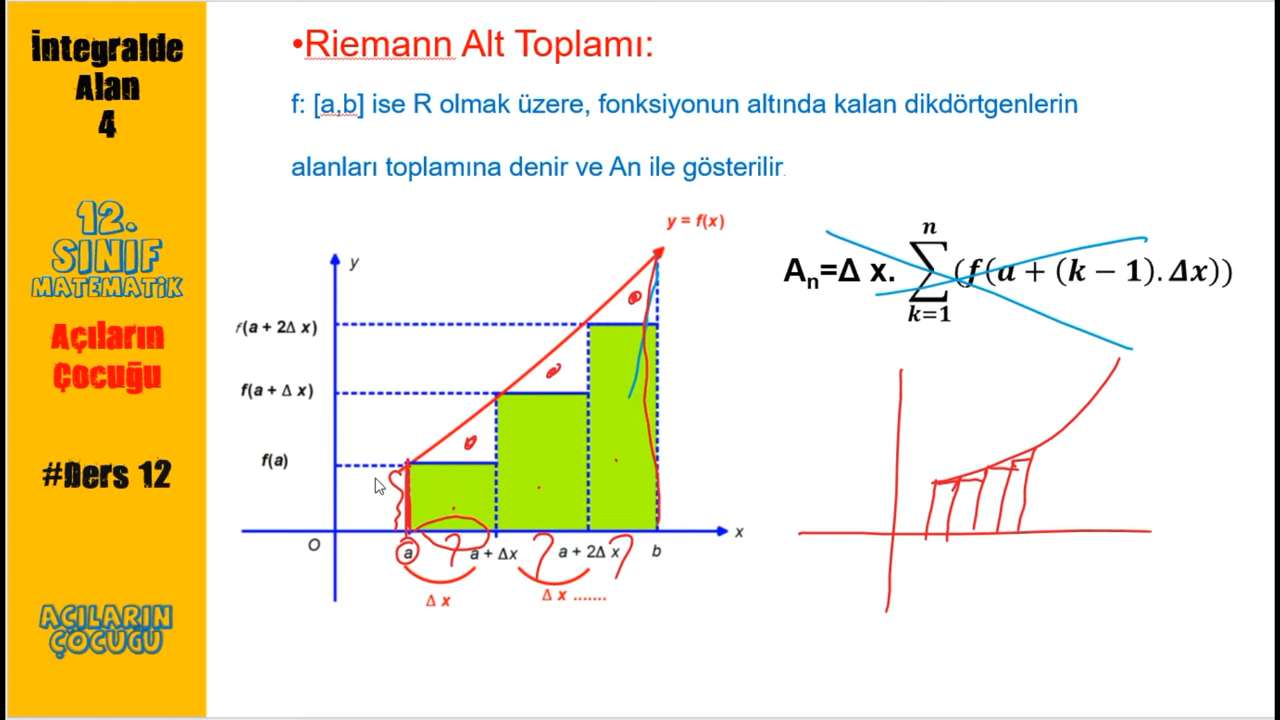 İntegralde
Alan
4
12.
SINIF
MATEMATİK
Açıların
Çocuğu
#Ders 12
AÇILARIN
ÇOCUĞU
•Riemann Alt Toplamı:
f: [a,b] ise R olmak üzere, fonksiyonun altında kalan dikdörtgenlerin
alanları toplamına denir ve An ile gösterilir.
y = f(x)
y
f(a + 2Δ x)
f(a + Δ x)
f(a)
O
a
a + Δx
a + 2Δ x
b
x
Δ x
Δ x .......
n
Aₙ=Δ x. ∑ (f(a + (k − 1). Δx))
k=1